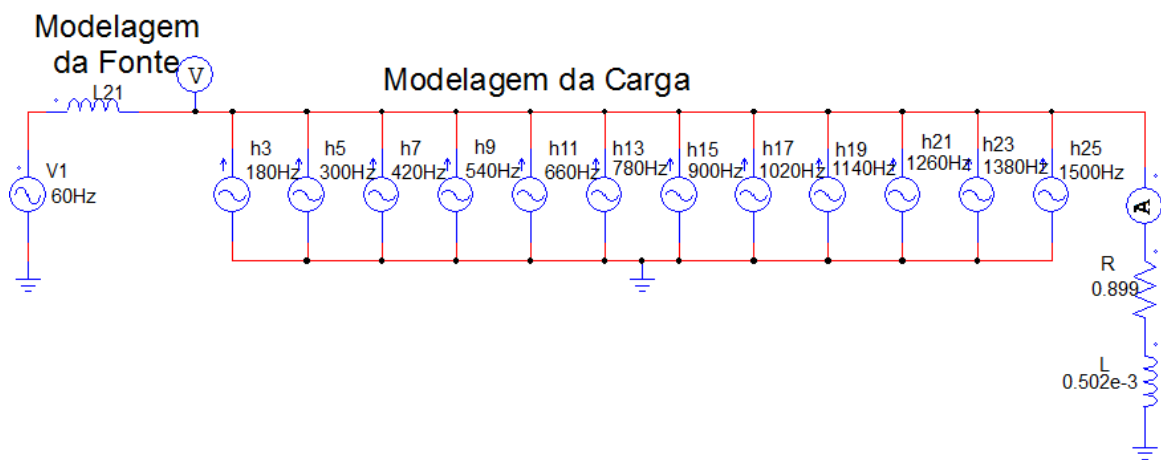 Modelagem
da Fonte
V
L21
Modelagem da Carga
V1
60Hz
h3
180Hz
h5
300Hz
h7
420Hz
h9
540Hz
h11
660Hz
h13
780Hz
h15
900Hz
h17
1020Hz
h19
1140Hz
h21
1260Hz
h23
1380Hz
h25
1500Hz
A
R
0.899
L
0.502e-3